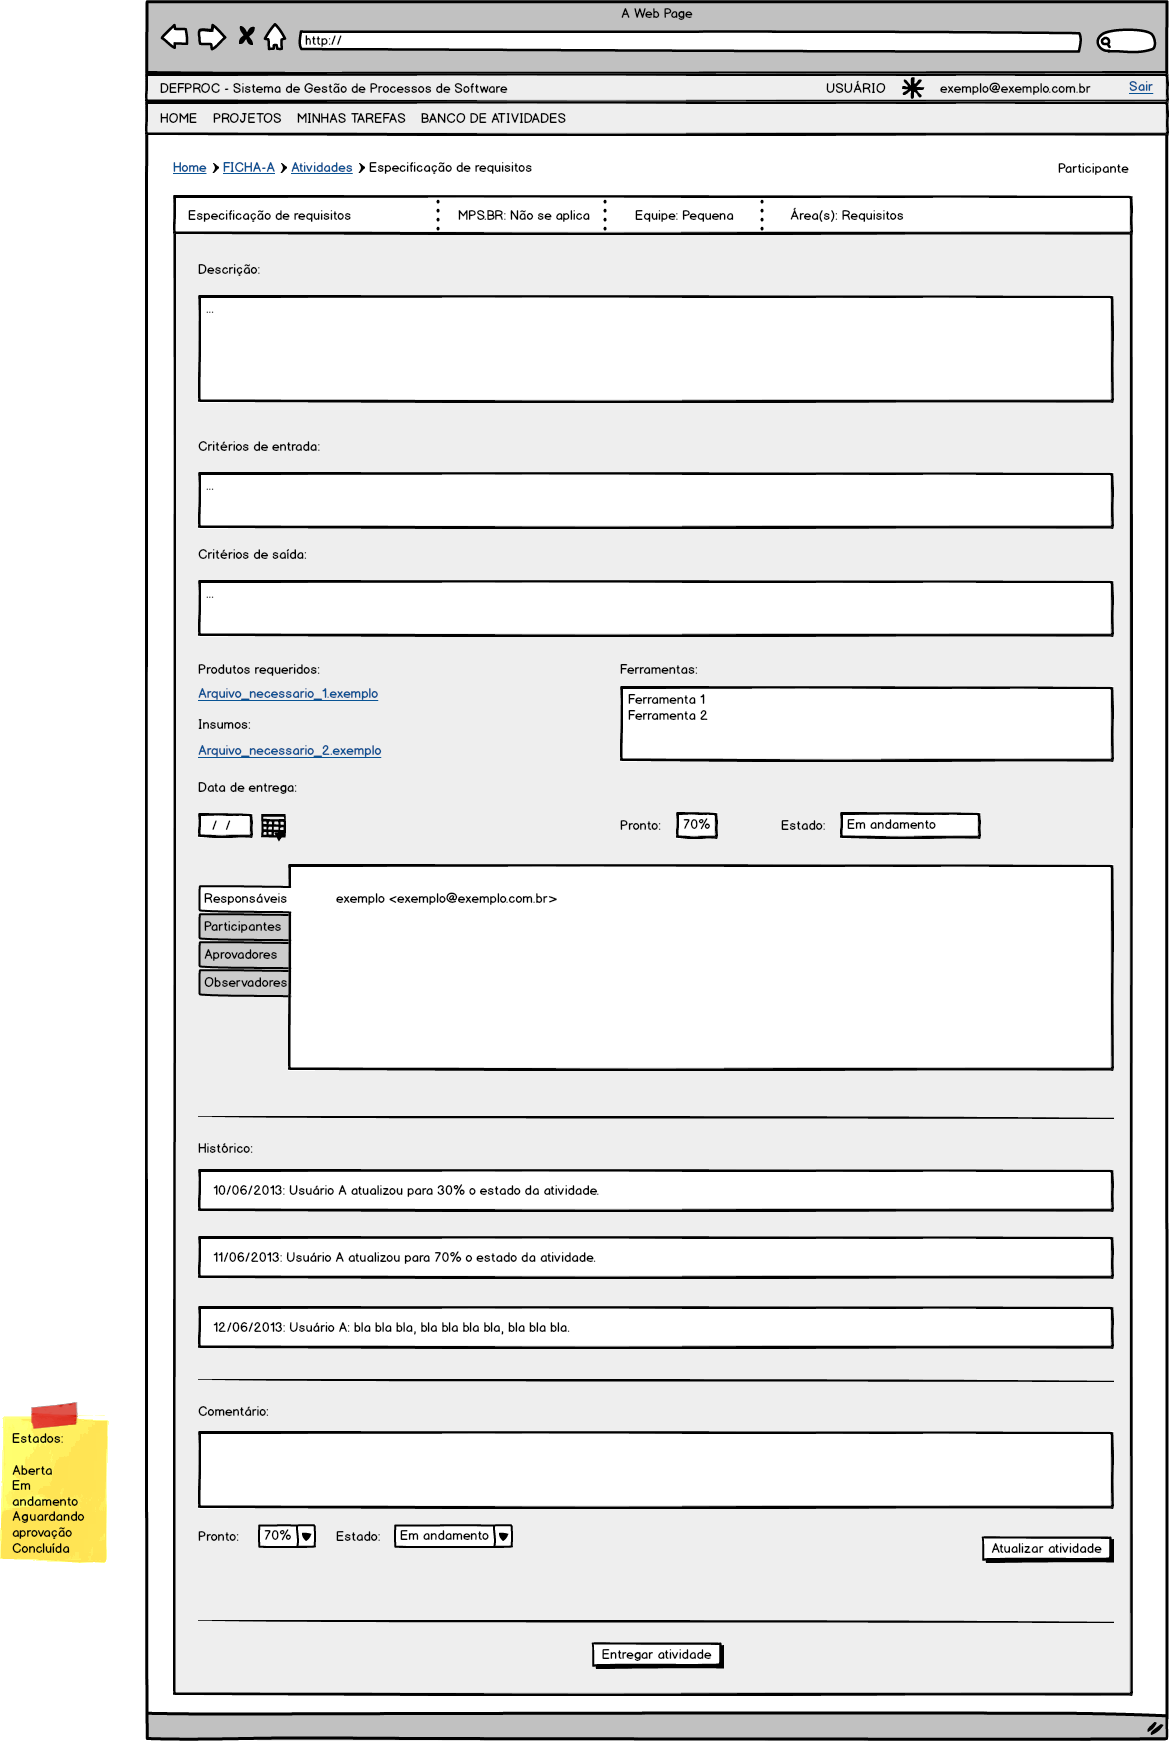 A Web Page
http://
DEFPROC - Sistema de Gestão de Processos de Software USUÁRIO exemplo@exemplo.com.br Sair
HOME PROJETOS MINHAS TAREFAS BANCO DE ATIVIDADES
Home FICHA-A Atividades Especificação de requisitos Participante
Especificação de requisitos MPS.BR: Não se aplica Equipe: Pequena Área(s): Requisitos
Descrição:
...
Critérios de entrada:
...
Critérios de saída:
...
Produtos requeridos:
Arquivo_necessario_1.exemplo
Insumos:
Arquivo_necessario_2.exemplo
Ferramentas:
Ferramenta 1
Ferramenta 2
Data de entrega:
/ / Pronto: 70% Estado: Em andamento
Responsáveis
Participantes
Aprovadores
Observadores
exemplo <exemplo@exemplo.com.br>
Histórico:
10/06/2013: Usuário A atualizou para 30% o estado da atividade.
11/06/2013: Usuário A atualizou para 70% o estado da atividade.
12/06/2013: Usuário A: bla bla bla, bla bla bla bla, bla bla bla.
Comentário:
Pronto: 70% Estado: Em andamento
Atualizar atividade
Entregar atividade
Estados:
Aberta
Em
andamento
Aguardando
aprovação
Concluída